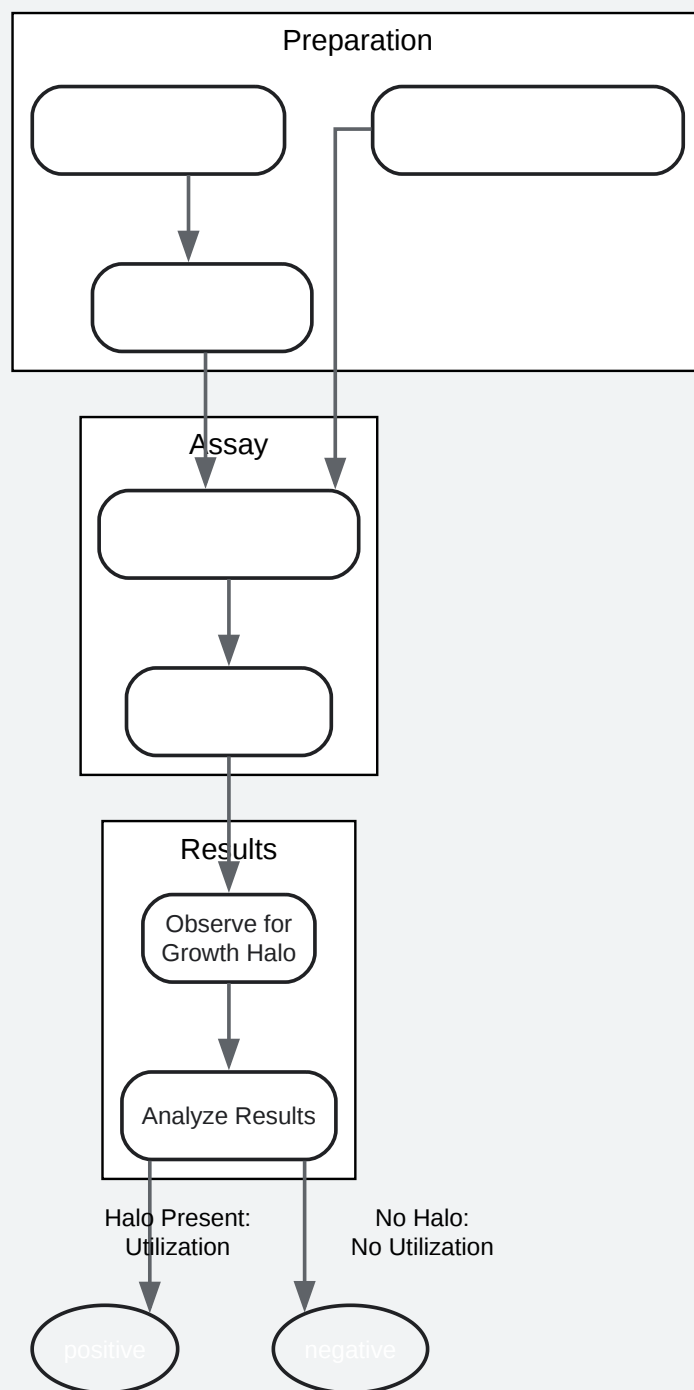 Preparation
Assay
Results
Observe for
Growth Halo
Analyze Results
Halo Present:
Utilization
No Halo:
No Utilization
positive
negative